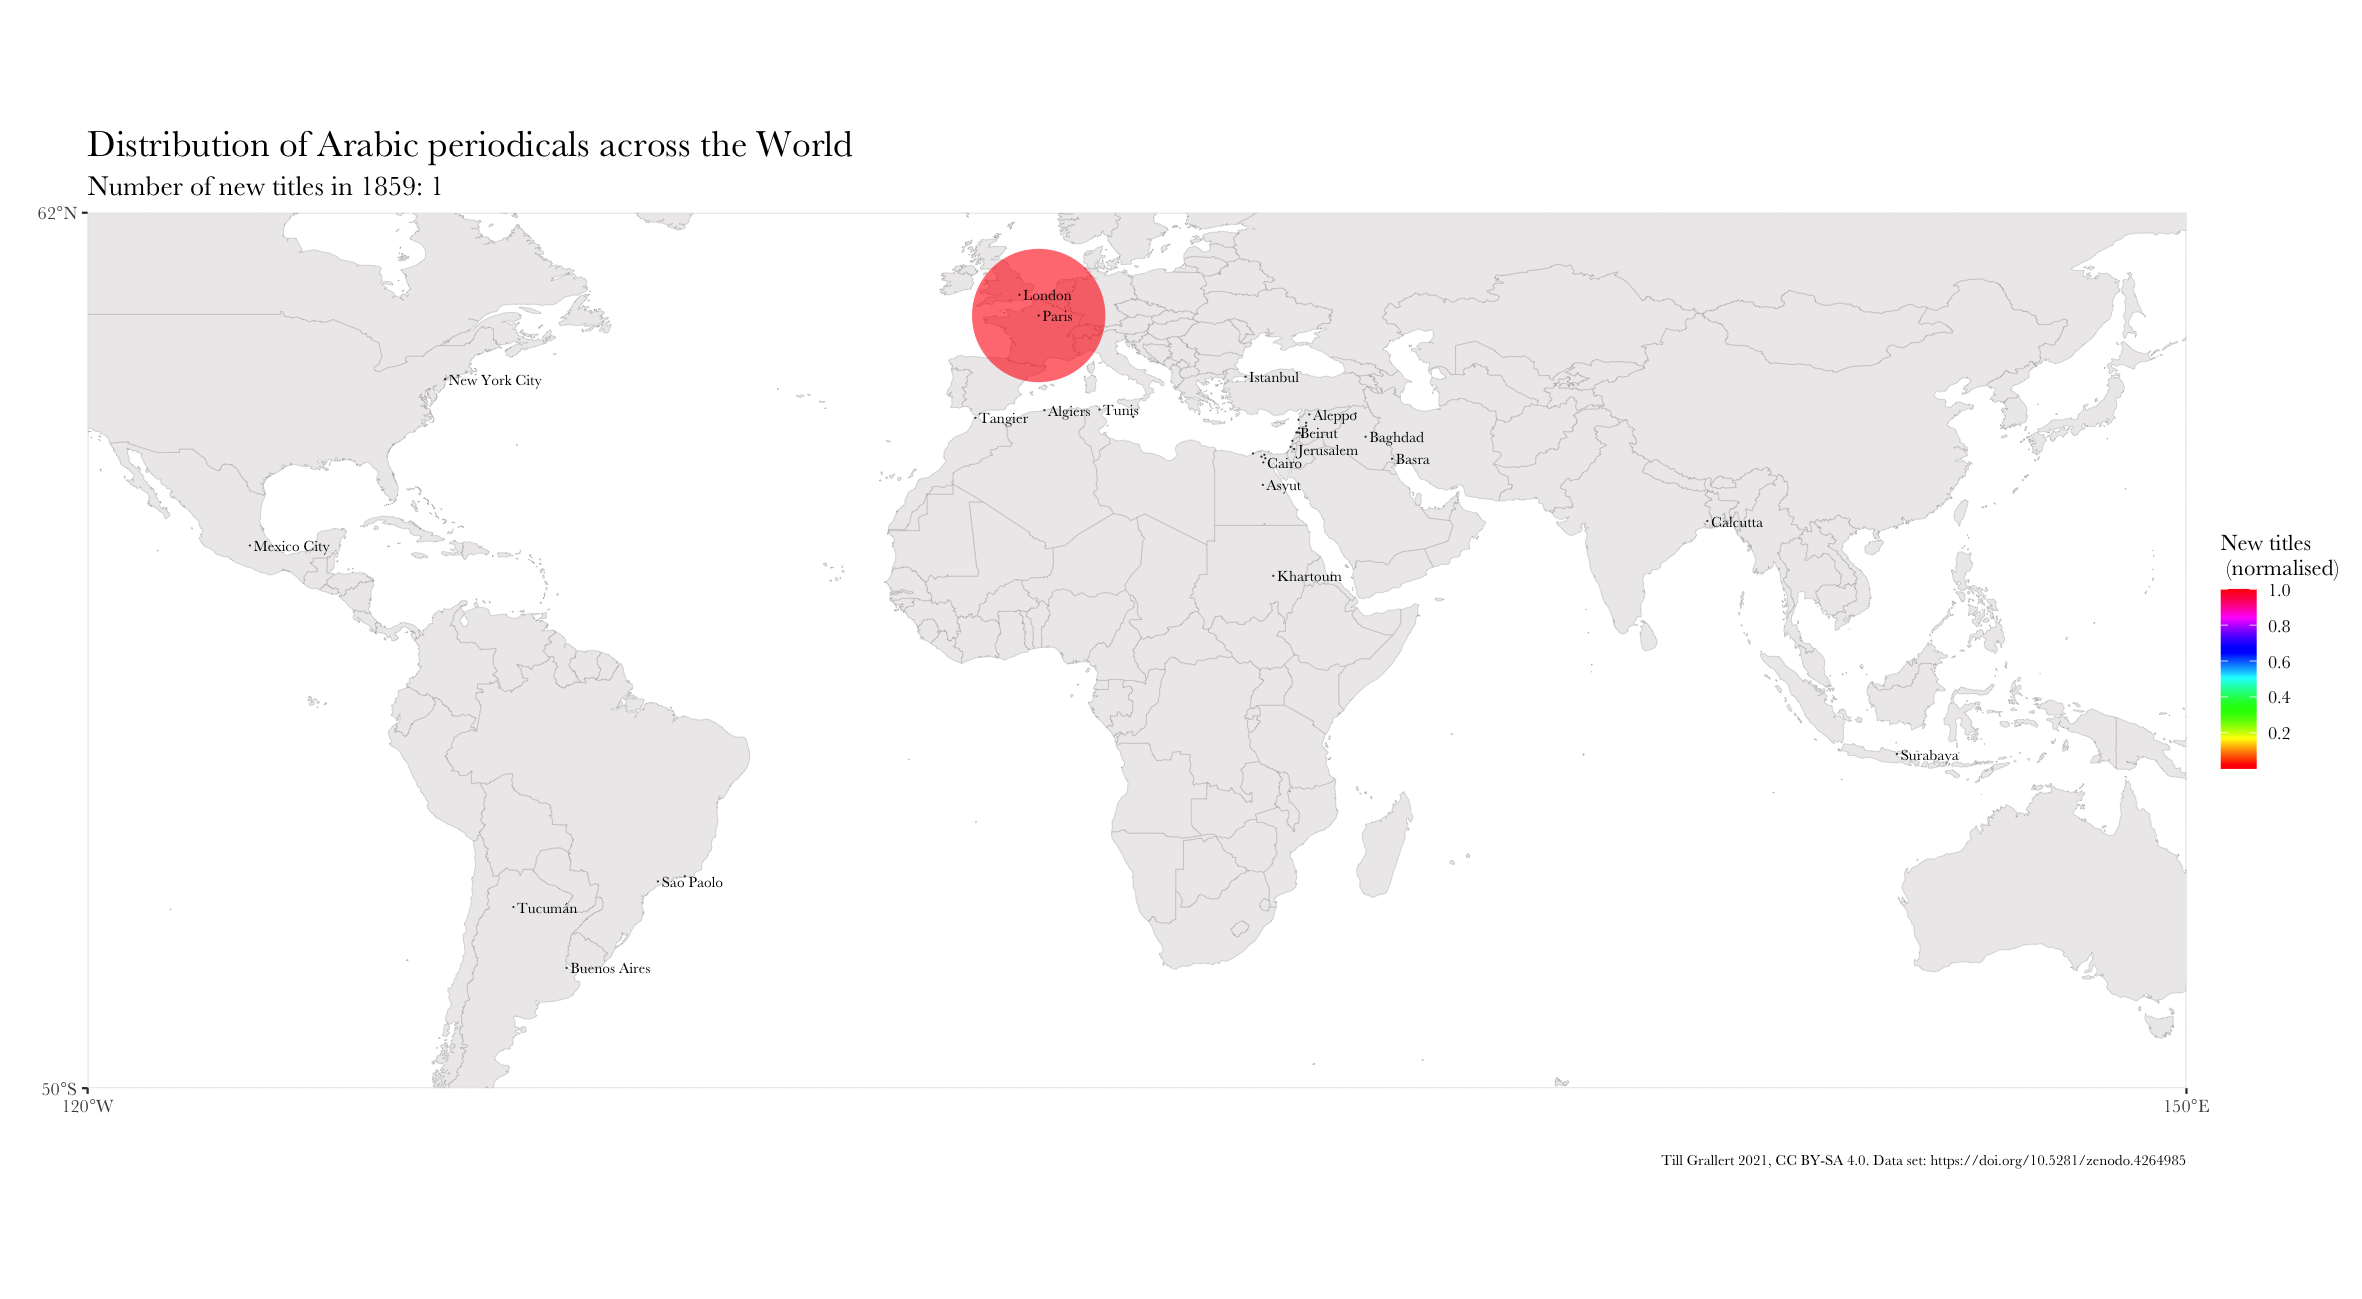 Distribution of Arabic periodicals across the World
Number of new titles in 1859: 1
62°N
London
Paris
New York City
Istanbul
Tangier
Algiers
Tunis
Aleppo
Beirut
Baghdad
Jerusalem
Cairo
Basra
Asyut
Calcutta
Mexico City
Khartoum
New titles
(normalised)
1.0
0.8
0.6
0.4
0.2
Surabaya
Sao Paolo
Tucumán
Buenos Aires
50°S
120°W
150°E
Till Grallert 2021, CC BY-SA 4.0. Data set: https://doi.org/10.5281/zenodo.4264985